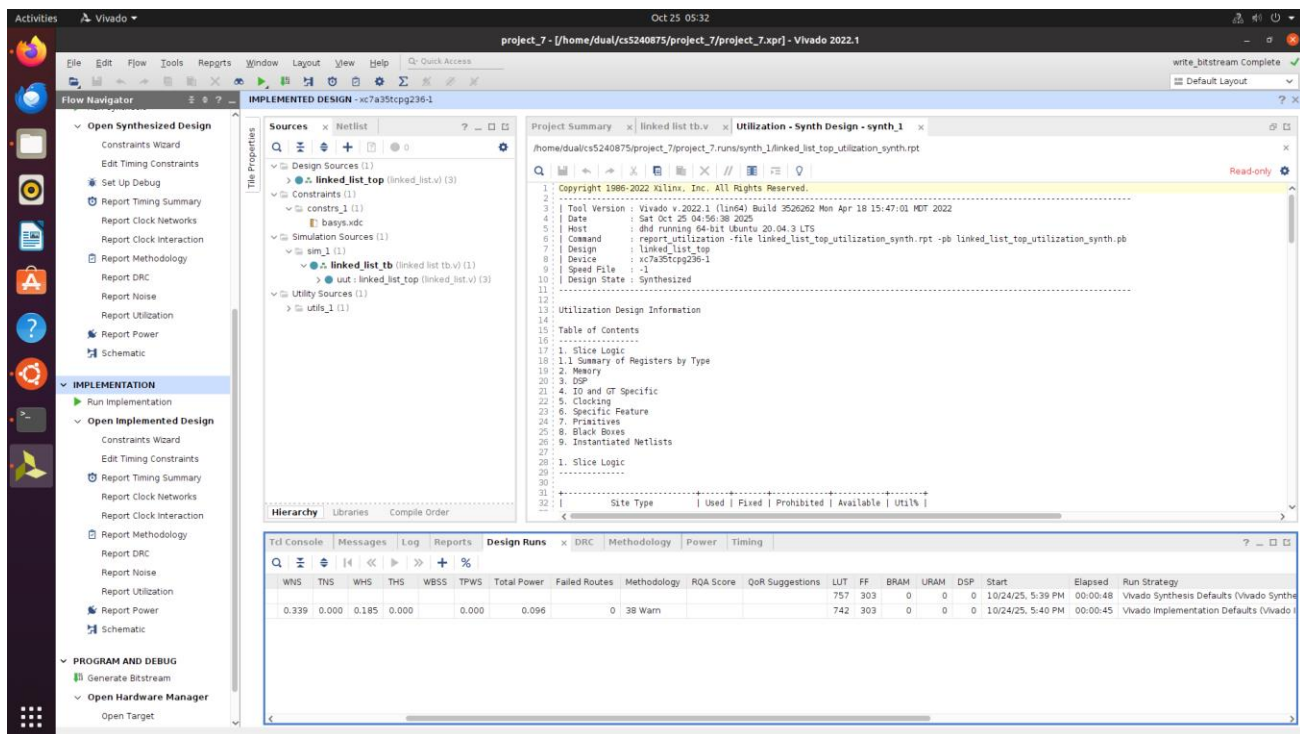 Activities
Vivado
Oct 25 05:32
project_7 - [/home/dual/cs5240875/project_7/project_7.xpr] - Vivado 2022.1
File Edit Flow Tools Reports Window Layout View Help Quick Access
write_bitstream Complete
Default Layout
Flow Navigator
IMPLEMENTED DESIGN - xc7a35tcpg236-1
Open Synthesized Design
Constraints Wizard
Edit Timing Constraints
Set Up Debug
Report Timing Summary
Report Clock Networks
Report Clock Interaction
Report Methodology
Report DRC
Report Noise
Report Utilization
Report Power
Schematic
IMPLEMENTATION
Run Implementation
Open Implemented Design
Constraints Wizard
Edit Timing Constraints
Report Timing Summary
Report Clock Networks
Report Clock Interaction
Report Methodology
Report DRC
Report Noise
Report Utilization
Report Power
Schematic
PROGRAM AND DEBUG
Generate Bitstream
Open Hardware Manager
Open Target
Tile Properties
Sources Netlist
0
Design Sources (1)
linked_list_top (linked_list.v) (3)
Constraints (1)
constrs_1 (1)
basys.xdc
Simulation Sources (1)
sim_1 (1)
linked_list_tb (linked list tb.v) (1)
uut : linked_list_top (linked_list.v) (3)
Utility Sources (1)
utils_1 (1)
Hierarchy Libraries Compile Order
Project Summary linked list tb.v Utilization - Synth Design - synth_1
/home/dual/cs5240875/project_7/project_7.runs/synth_1/linked_list_top_utilization_synth.rpt
Read-only
1 Copyright 1986-2022 Xilinx, Inc. All Rights Reserved.
2 ----------------------------------------------------------------
3 | Tool Version : Vivado v.2022.1 (lin64) Build 3526262 Mon Apr 18 15:47:01 MDT 2022
4 | Date : Sat Oct 25 04:56:38 2025
5 | Host : dhd running 64-bit Ubuntu 20.04.3 LTS
6 | Command : report_utilization -file linked_list_top_utilization_synth.rpt -pb linked_list_top_utilization_synth.pb
7 | Design : linked_list_top
8 | Device : xc7a35tcpg236-1
9 | Speed File : -1
10 | Design State : Synthesized
11 ----------------------------------------------------------------
12
13 Utilization Design Information
14
15 Table of Contents
16 -----------------
17 1. Slice Logic
18 1.1 Summary of Registers by Type
19 2. Memory
20 3. DSP
21 4. IO and GT Specific
22 5. Clocking
23 6. Specific Feature
24 7. Primitives
25 8. Black Boxes
26 9. Instantiated Netlists
27
28 1. Slice Logic
29 --------------
30
31 +----------------------------+------+-------+------------+-----------+-------+
32 | Site Type | Used | Fixed | Prohibited | Available | Util% |
Tcl Console Messages Log Reports Design Runs DRC Methodology Power Timing
WNS TNS WHS THS WBSS TPWS Total Power Failed Routes Methodology RQA Score QoR Suggestions LUT FF BRAM URAM DSP Start Elapsed Run Strategy
757 303 0 0 0 10/24/25, 5:39 PM 00:00:48 Vivado Synthesis Defaults (Vivado Synthe
0.339 0.000 0.185 0.000 0.000 0.096 0 38 Warn 742 303 0 0 0 10/24/25, 5:40 PM 00:00:45 Vivado Implementation Defaults (Vivado I